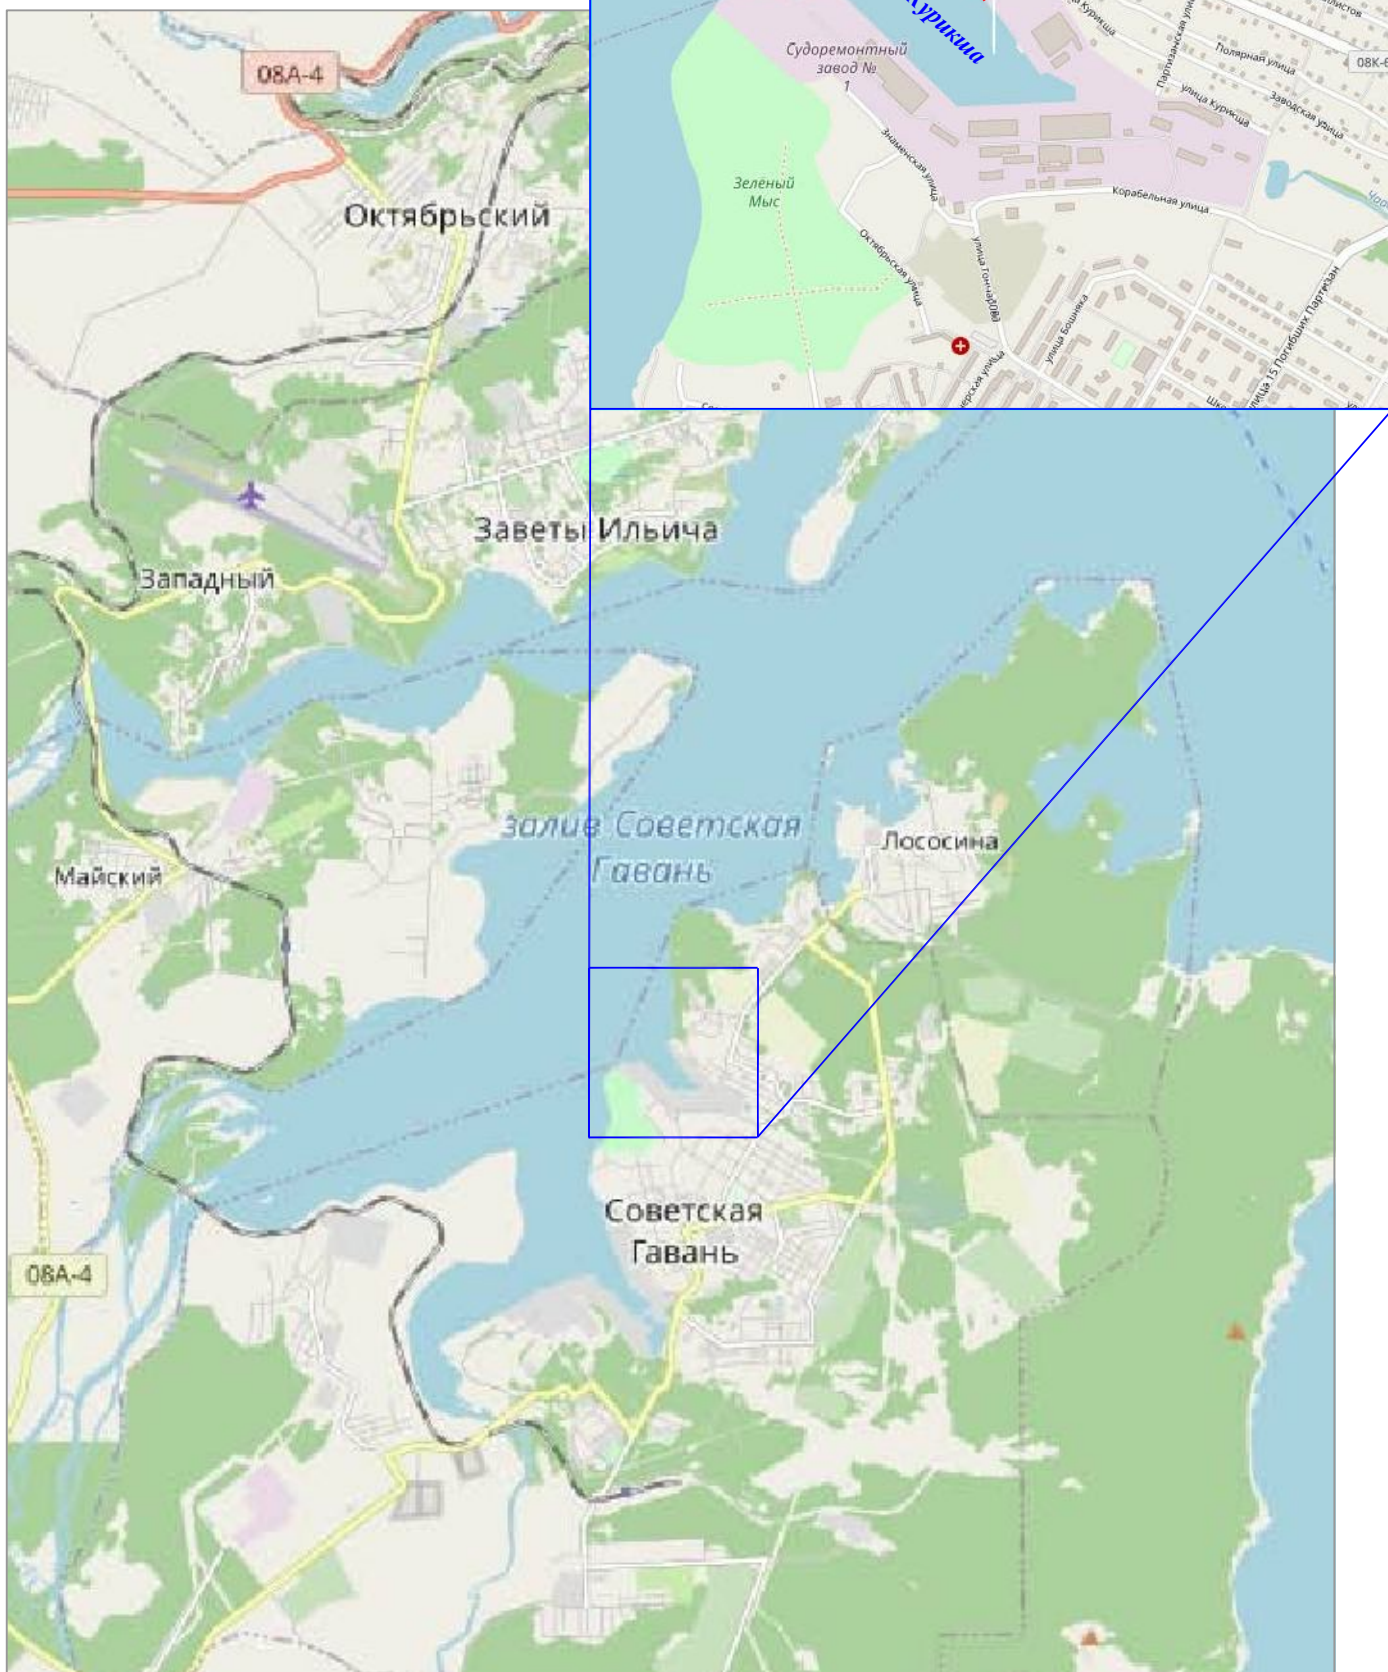 Курикша
Судоремонтный
завод №
1
улица Курикша
Партизанская
Полярная улица
08К-6
Заводская улица
Знаменская улица
Зелёный
Мыс
Корабельная улица
Октябрьская улица
улица Гончарова
улица Бошняка
улица 15 Погибших Партизан
08А-4
Октябрьский
Заветы Ильича
Западный
залив Советская
Гавань
Лососина
Майский
Советская
Гавань
08А-4